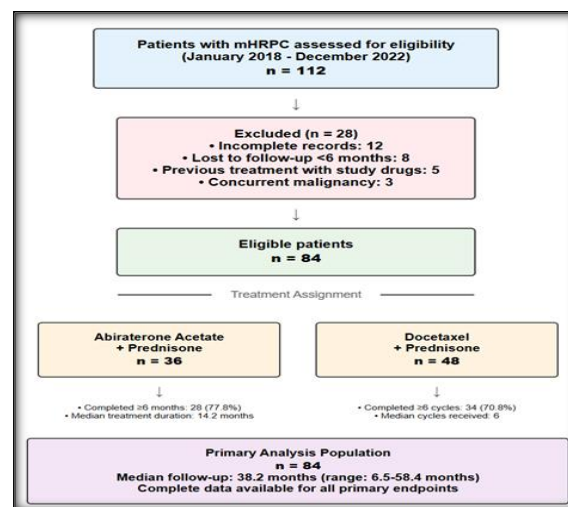 Patients with mHRPC assessed for eligibility
(January 2018 - December 2022)
n = 112
↓
Excluded (n = 28)
• Incomplete records: 12
• Lost to follow-up <6 months: 8
• Previous treatment with study drugs: 5
• Concurrent malignancy: 3
↓
Eligible patients
n = 84
Treatment Assignment
Abiraterone Acetate
+ Prednisone
n = 36
↓
• Completed ≥6 months: 28 (77.8%)
• Median treatment duration: 14.2 months
Docetaxel
+ Prednisone
n = 48
↓
• Completed ≥6 cycles: 34 (70.8%)
• Median cycles received: 6
Primary Analysis Population
n = 84
Median follow-up: 38.2 months (range: 6.5-58.4 months)
Complete data available for all primary endpoints